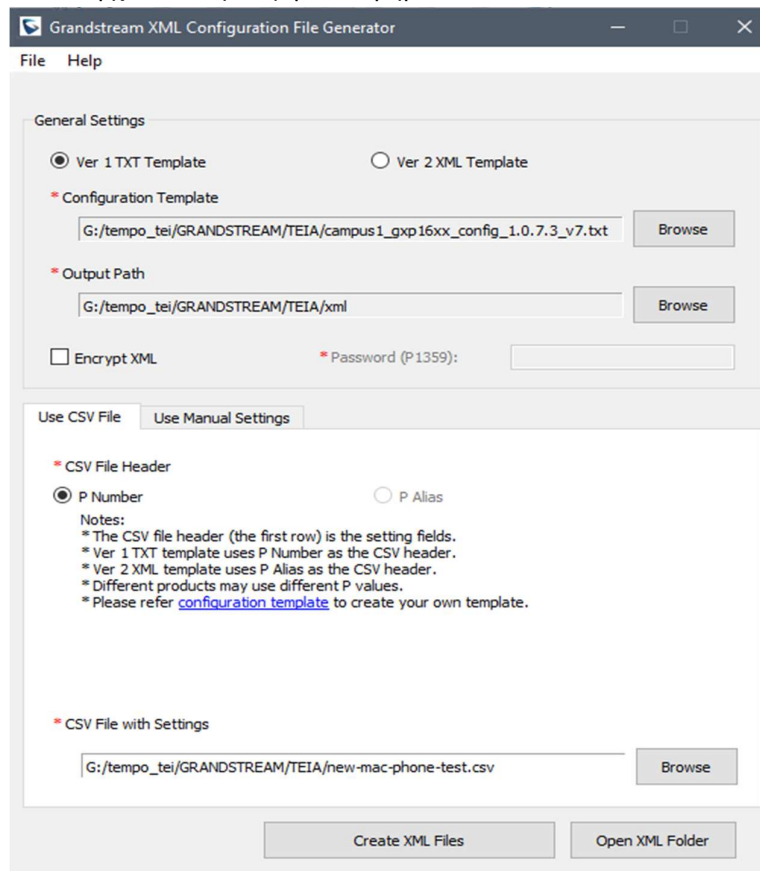 Grandstream XML Configuration File Generator
File Help
General Settings
Ver 1 TXT Template Ver 2 XML Template
* Configuration Template
G:/tempo_tei/GRANDSTREAM/TEIA/campus1_gxp16xx_config_1.0.7.3_v7.txt Browse
* Output Path
G:/tempo_tei/GRANDSTREAM/TEIA/xml Browse
Encrypt XML * Password (P1359):
Use CSV File Use Manual Settings
* CSV File Header
P Number P Alias
Notes:
* The CSV file header (the first row) is the setting fields.
* Ver 1 TXT template uses P Number as the CSV header.
* Ver 2 XML template uses P Alias as the CSV header.
* Different products may use different P values.
* Please refer configuration template to create your own template.
* CSV File with Settings
G:/tempo_tei/GRANDSTREAM/TEIA/new-mac-phone-test.csv Browse
Create XML Files Open XML Folder